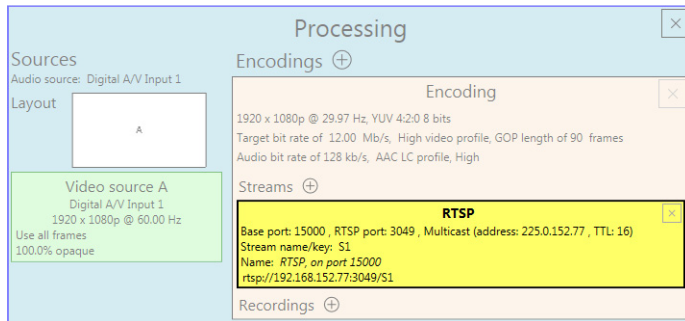 Processing
Sources
Audio source: Digital A/V Input 1
Layout
A
Video source A
Digital A/V Input 1
1920 x 1080p @ 60.00 Hz
Use all frames
100.0% opaque
Encodings
Encoding
1920 x 1080p @ 29.97 Hz, YUV 4:2:0 8 bits
Target bit rate of 12.00 Mb/s, High video profile, GOP length of 90 frames
Audio bit rate of 128 kb/s, AAC LC profile, High
Streams
RTSP
Base port: 15000 , RTSP port: 3049 , Multicast (address: 225.0.152.77 , TTL: 16)
Stream name/key: S1
Name: RTSP, on port 15000
rtsp://192.168.152.77:3049/S1
Recordings